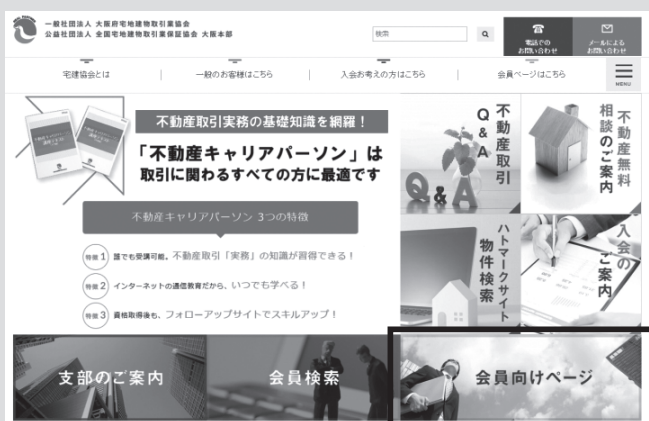 一般社団法人 大阪府宅地建物取引業協会
公益社団法人 全国宅地建物取引業保証協会 大阪本部
検索
電話での
お問い合わせ
メールによる
お問い合わせ
宅建協会とは
一般のお客様はこちら
入会お考えの方はこちら
会員ページはこちら
MENU
不動産取引実務の基礎知識を網羅！
「不動産キャリアパーソン」は
取引に関わるすべての方に最適です
不動産キャリアパーソン 3つの特徴
特徴1 誰でも受講可能。不動産取引「実務」の知識が習得できる！
特徴2 インターネットの通信教育だから、いつでも学べる！
特徴3 資格取得後も、フォローアップサイトでスキルアップ！
不動産取引
Q&A
Q&A
不動産無料
相談のご案内
ハトマークサイト
物件検索
入会の
ご案内
支部のご案内
会員検索
会員向けページ